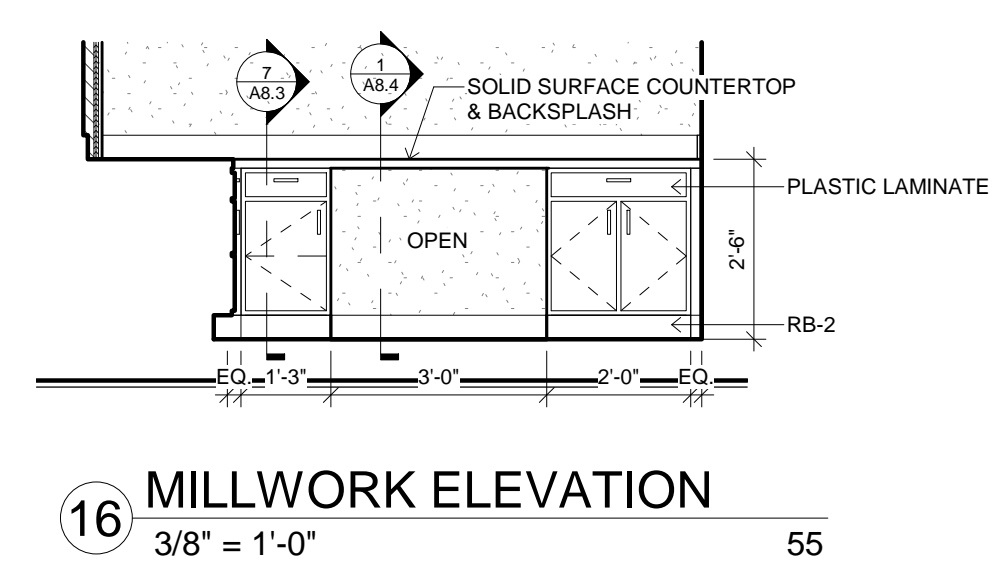 7
A8.3
1
A8.4
SOLID SURFACE COUNTERTOP
& BACKSPLASH
PLASTIC LAMINATE
OPEN
2'-6"
RB-2
EQ. 1'-3" 3'-0" 2'-0" EQ.
16 MILLWORK ELEVATION
3/8" = 1'-0" 55